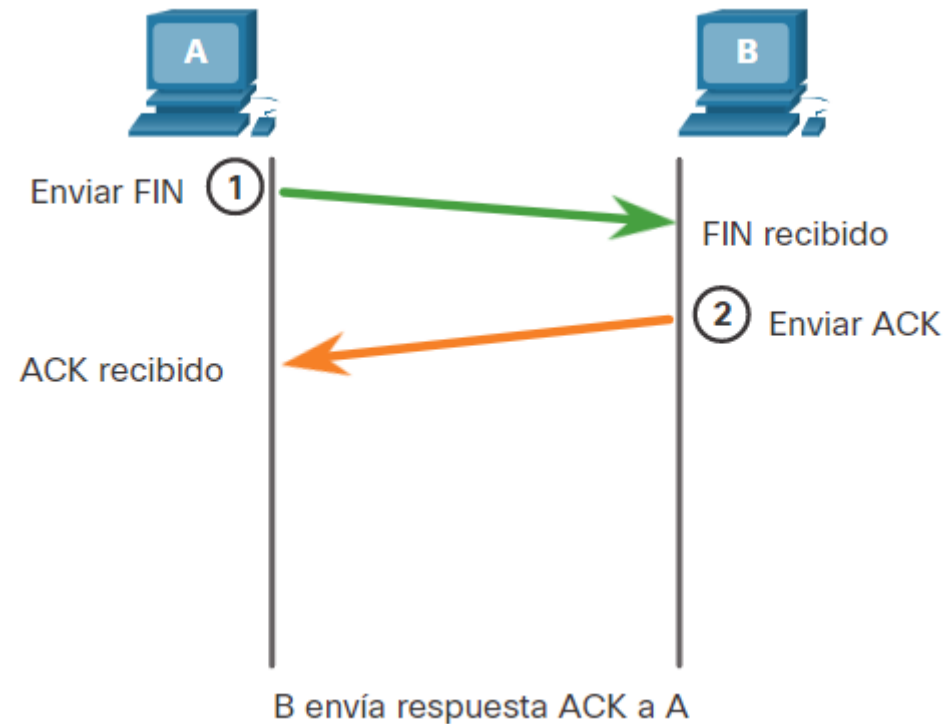 A
B
Enviar FIN 1
FIN recibido
2 Enviar ACK
ACK recibido
B envía respuesta ACK a A